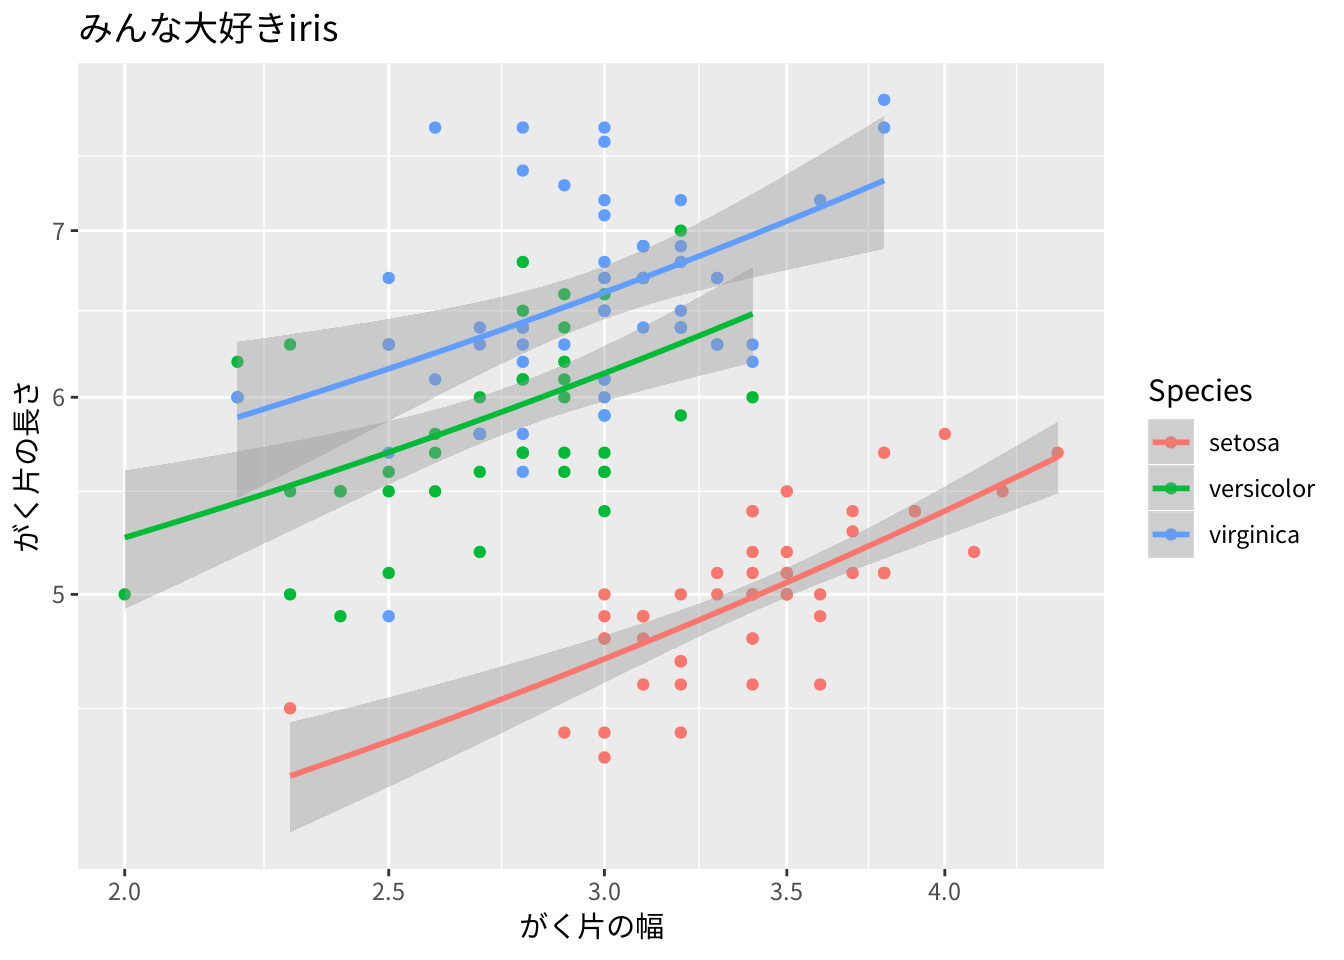 みんな大好きiris
がく片の長さ
7
6
5
2.0
2.5
3.0
3.5
4.0
がく片の幅
Species
setosa
versicolor
virginica